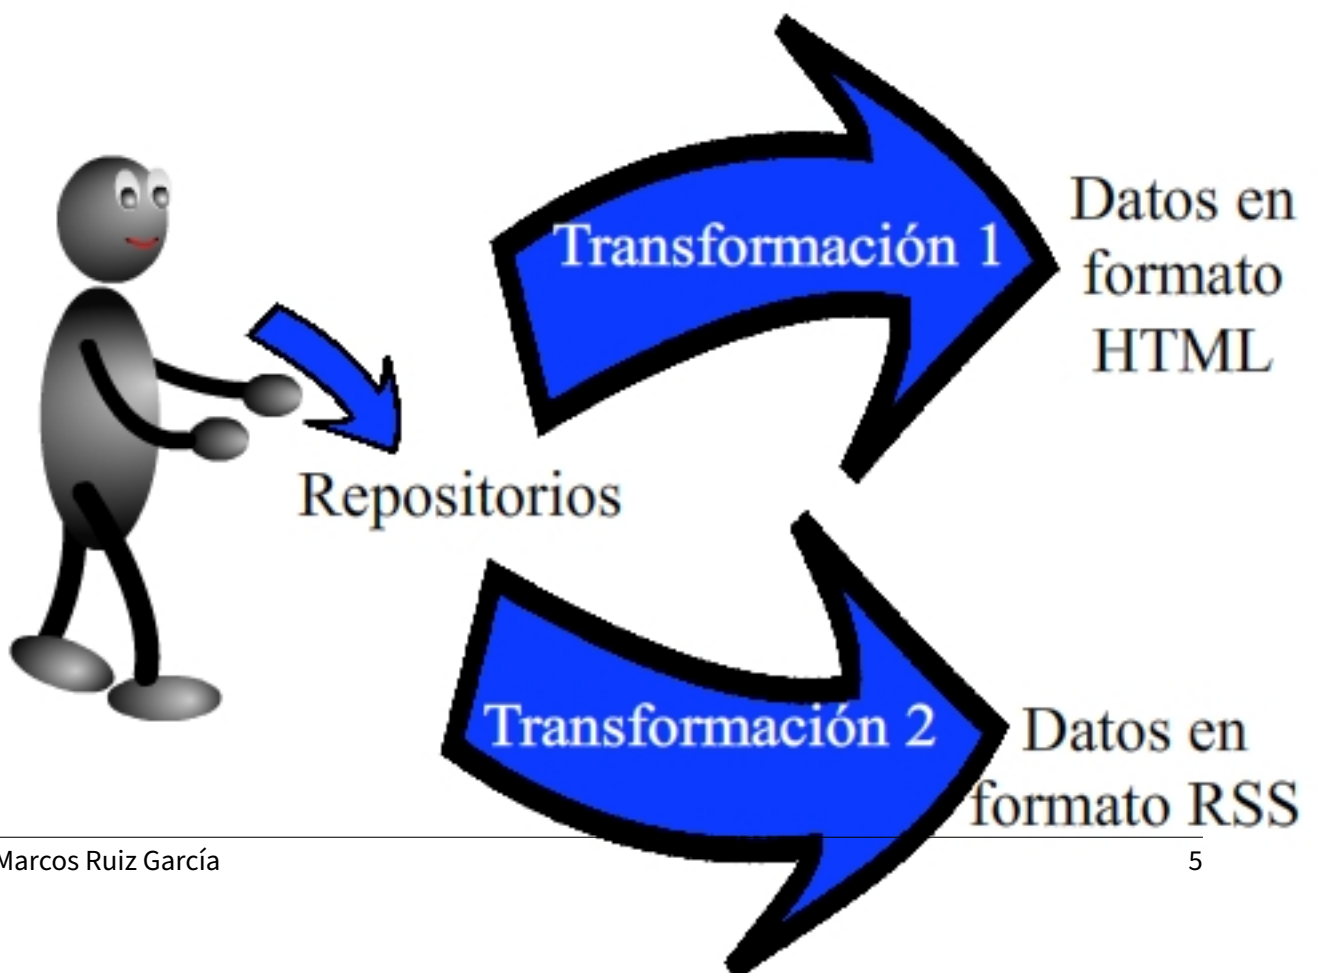 Transformación 1
Datos en
formato
HTML
Repositorios
Transformación 2
Datos en
formato RSS
Marcos Ruiz García
5